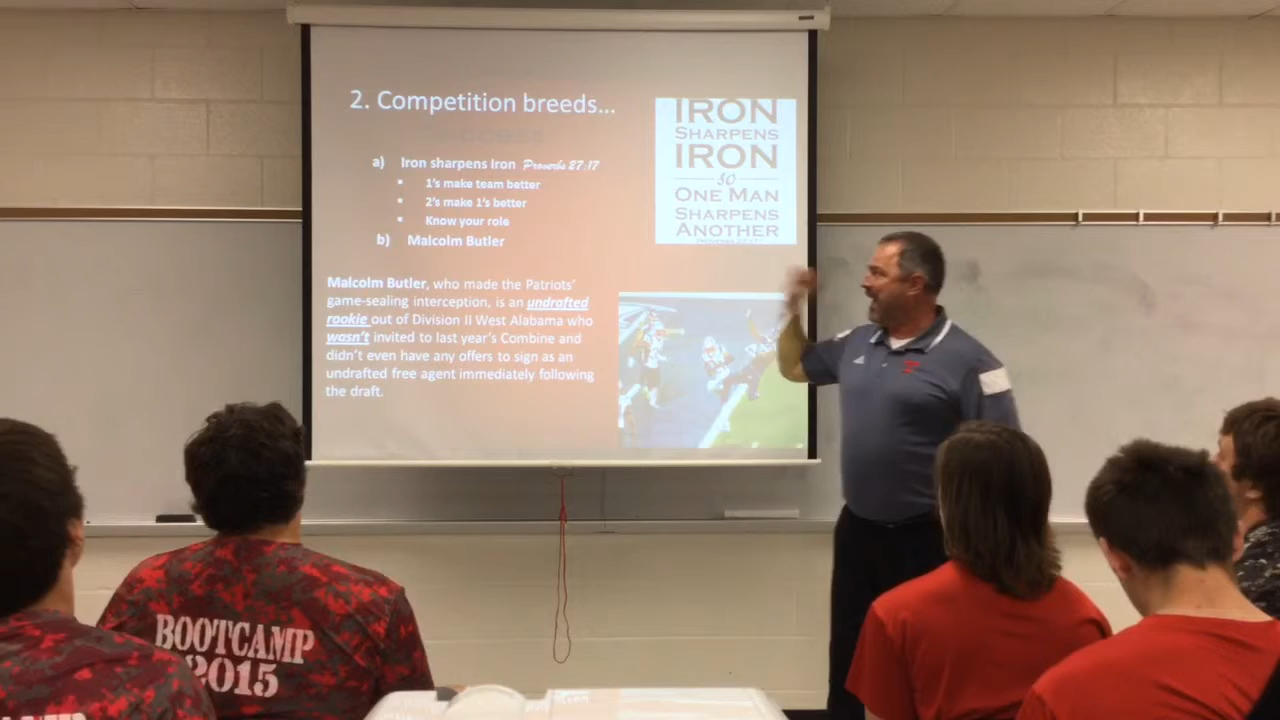 2. Competition breeds...
a) Iron sharpens Iron Proverbs 27:17
▪ 1's make team better
▪ 2's make 1's better
▪ Know your role
b) Malcolm Butler
Malcolm Butler, who made the Patriots'
game-sealing interception, is an undrafted
rookie out of Division II West Alabama who
wasn't invited to last year's Combine and
didn't even have any offers to sign as an
undrafted free agent immediately following
the draft.
IRON
SHARPENS
IRON
SO
ONE MAN
SHARPENS
ANOTHER
PROVERBS 27:17
BOOTCAMP
2015